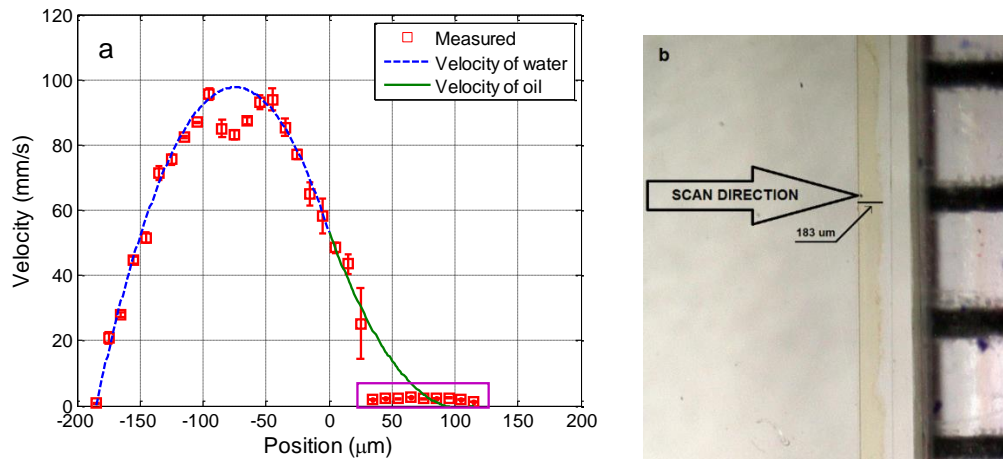 120
100
80
60
40
20
0
-200
-150
-100
-50
0
50
100
150
200
Velocity (mm/s)
Position (μm)
a
Measured
Velocity of water
Velocity of oil
b
SCAN DIRECTION
183 um